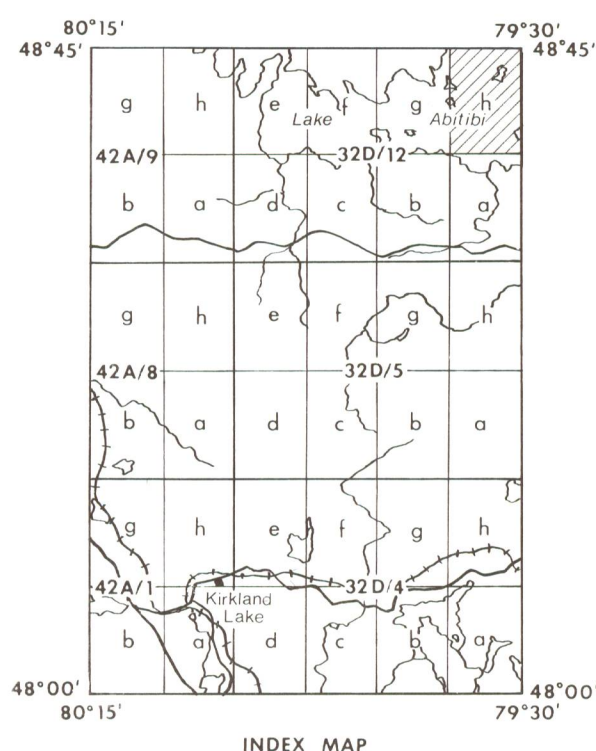 80°15' 79°30'
48°45' 48°45'
g h e f g h
Lake Abitibi
42A/9 32D/12
b a d c b a
g h e f g h
42A/8 32D/5
b a d c b a
g h e f g h
42A/1 32D/4
Kirkland
Lake
b a d c b a
48°00' 48°00'
80°15' 79°30'
INDEX MAP